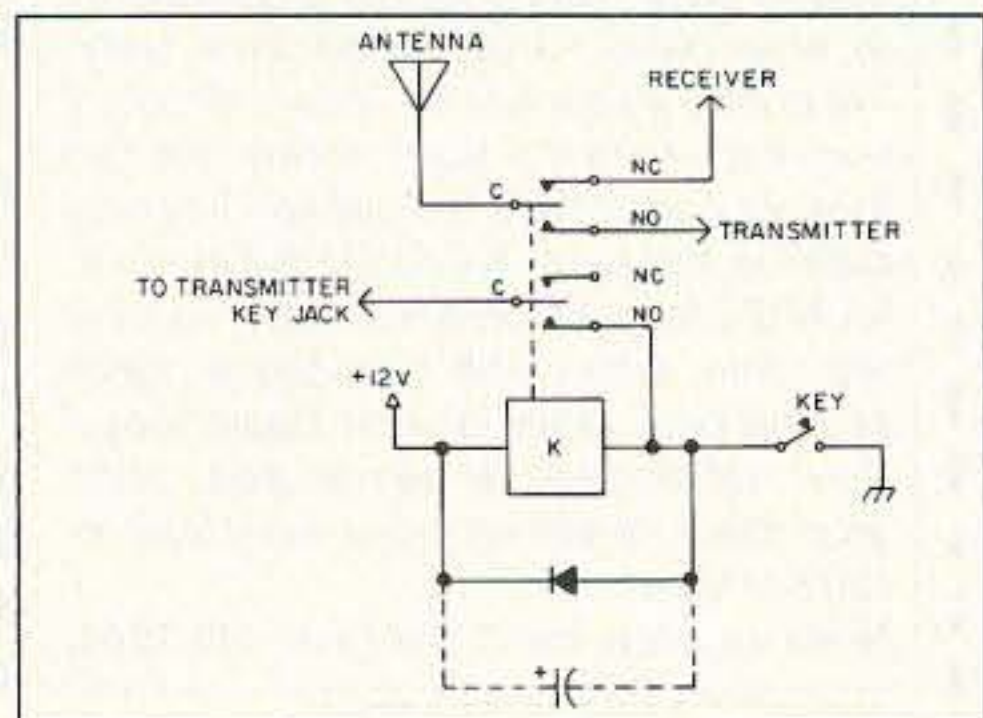 ANTENNA
RECEIVER
NC
C
NO
TRANSMITTER
NC
TO TRANSMITTER
KEY JACK
C
NO
+12V
KEY
K
+